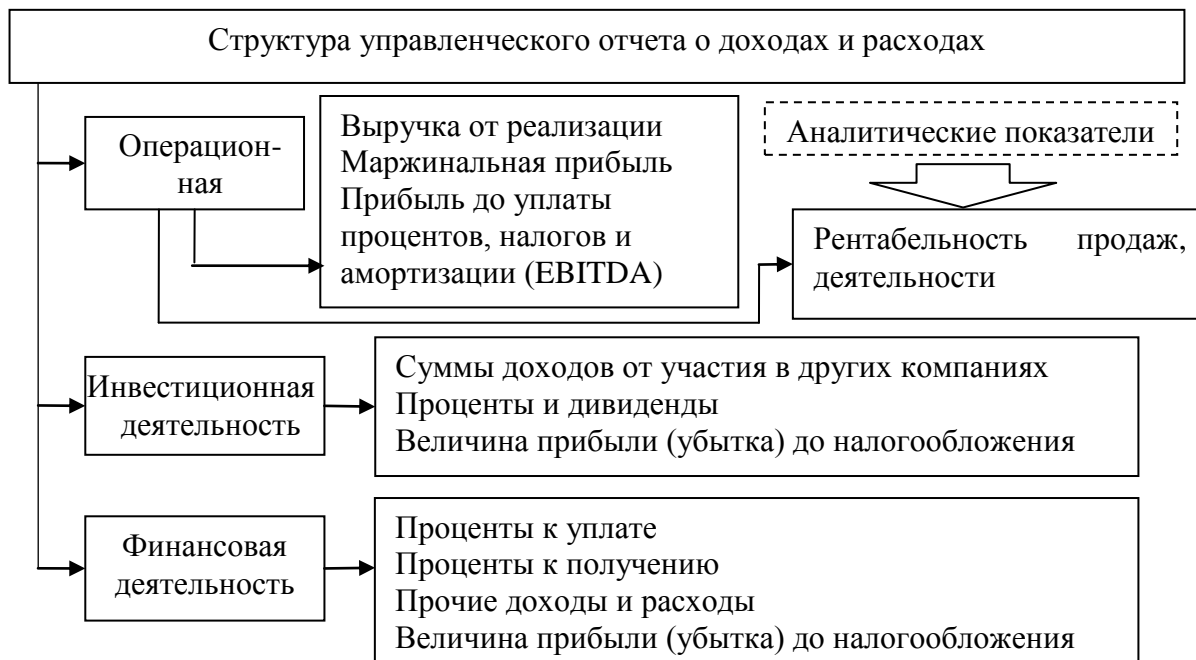 Структура управленческого отчета о доходах и расходах
Операцион-
ная
Выручка от реализации
Маржинальная прибыль
Прибыль до уплаты
процентов, налогов и
амортизации (EBITDA)
Аналитические показатели
Рентабельность продаж,
деятельности
Инвестиционная
деятельность
Суммы доходов от участия в других компаниях
Проценты и дивиденды
Величина прибыли (убытка) до налогообложения
Финансовая
деятельность
Проценты к уплате
Проценты к получению
Прочие доходы и расходы
Величина прибыли (убытка) до налогообложения